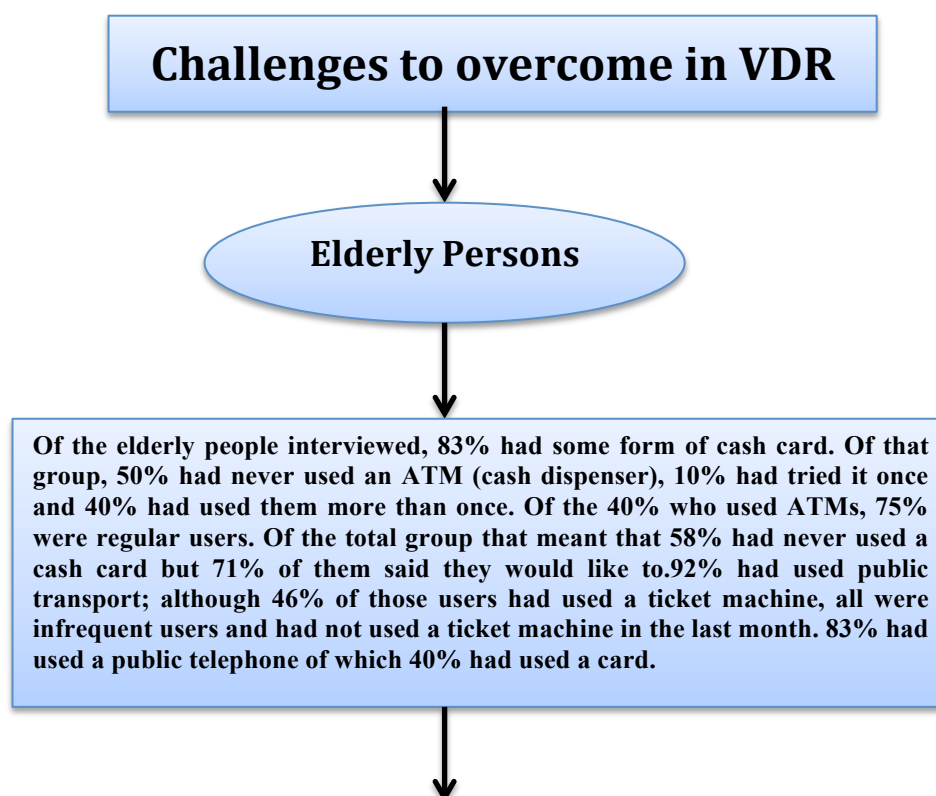 Challenges to overcome in VDR
Elderly Persons
Of the elderly people interviewed, 83% had some form of cash card. Of that
group, 50% had never used an ATM (cash dispenser), 10% had tried it once
and 40% had used them more than once. Of the 40% who used ATMs, 75%
were regular users. Of the total group that meant that 58% had never used a
cash card but 71% of them said they would like to.92% had used public
transport; although 46% of those users had used a ticket machine, all were
infrequent users and had not used a ticket machine in the last month. 83% had
used a public telephone of which 40% had used a card.